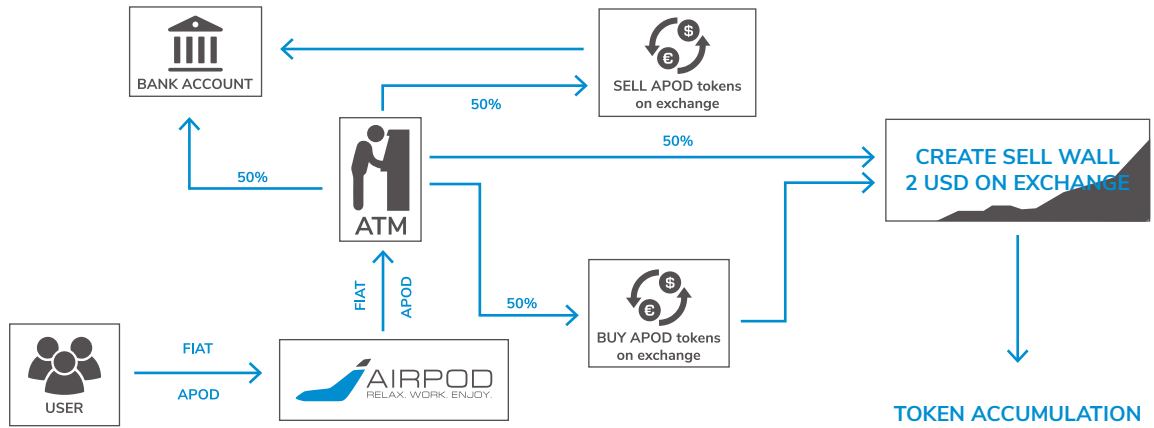 BANK ACCOUNT
$
€
SELL APOD tokens
on exchange
50%
50%
50%
ATM
CREATE SELL WALL
2 USD ON EXCHANGE
FIAT
APOD
50%
$
€
BUY APOD tokens
on exchange
USER
FIAT
APOD
AIRPOD
RELAX. WORK. ENJOY.
TOKEN ACCUMULATION